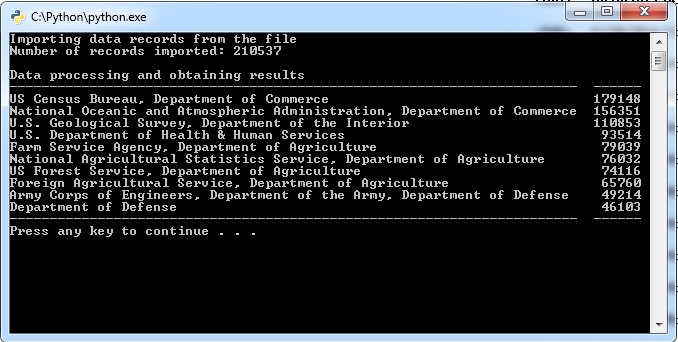 C:\Python\python.exe
Importing data records from the file
Number of records imported: 210537
Data processing and obtaining results
---------------------------------------------------------------------- ------
US Census Bureau, Department of Commerce 179148
National Oceanic and Atmospheric Administration, Department of Commerce 156351
U.S. Geological Survey, Department of the Interior 110853
U.S. Department of Health & Human Services 93514
Farm Service Agency, Department of Agriculture 79039
National Agricultural Statistics Service, Department of Agriculture 76032
US Forest Service, Department of Agriculture 74116
Foreign Agricultural Service, Department of Agriculture 65760
Army Corps of Engineers, Department of the Army, Department of Defense 49214
Department of Defense 46103
---------------------------------------------------------------------- ------
Press any key to continue . . .